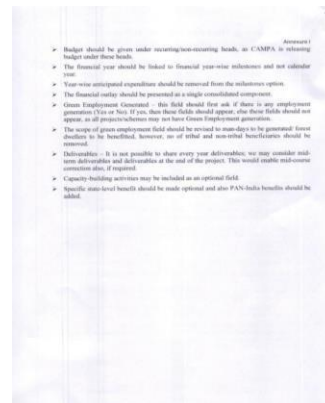 Annexure I
➢ Budget should be given under recurring/non-recurring heads, as CAMPA is releasing
budget under these heads.
➢ The financial year should be linked to financial year-wise milestones and not calendar
year.
➢ Year-wise anticipated expenditure should be removed from the milestones option.
➢ The financial outlay should be presented as a single consolidated component.
➢ Green Employment Generated – this field should first ask if there is any employment
generation (Yes or No). If yes, then these fields should appear, else these fields should not
appear, as all projects/schemes may not have Green Employment generation.
➢ The scope of green employment field should be revised to man-days to be generated/ forest
dwellers to be benefitted, however, no of tribal and non-tribal beneficiaries should be
removed.
➢ Deliverables – It is not possible to share every year deliverables; we may consider mid-
term deliverables and deliverables at the end of the project. This would enable mid-course
correction also, if required.
➢ Capacity-building activities may be included as an optional field.
➢ Specific state-level benefit should be made optional and also PAN-India benefits should be
added.